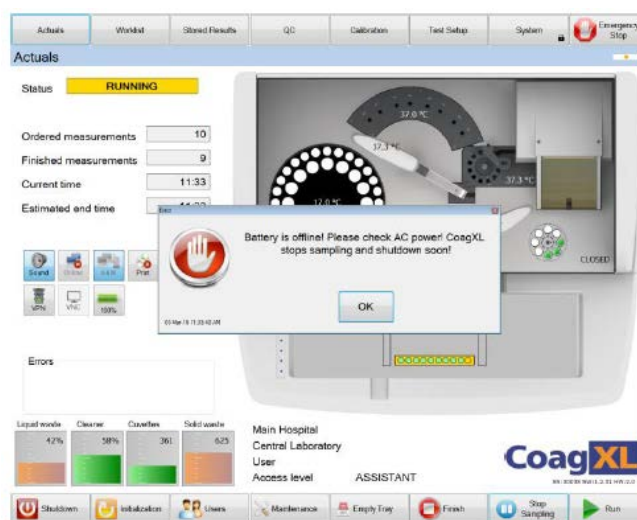 Actuals Worklist Stored Results QC Calibration Test Setup System Emergency Stop
Actuals
Status RUNNING
Ordered measurements 10
Finished measurements 9
Current time 11:33
Estimated end time
37.0 °C
37.3 °C
37.3 °C
CLOSED
Error
Battery is offline! Please check AC power! CoagXL
stops sampling and shutdown soon!
OK
Sound Print
VPN VNC 100%
Errors
Liquid waste Cleaner Cuvettes Solid waste
42% 58% 361 625
Main Hospital
Central Laboratory
User
Access level ASSISTANT
CoagXL
Shutdown Initialization Users Maintenance Empty Tray Finish Stop Sampling Run